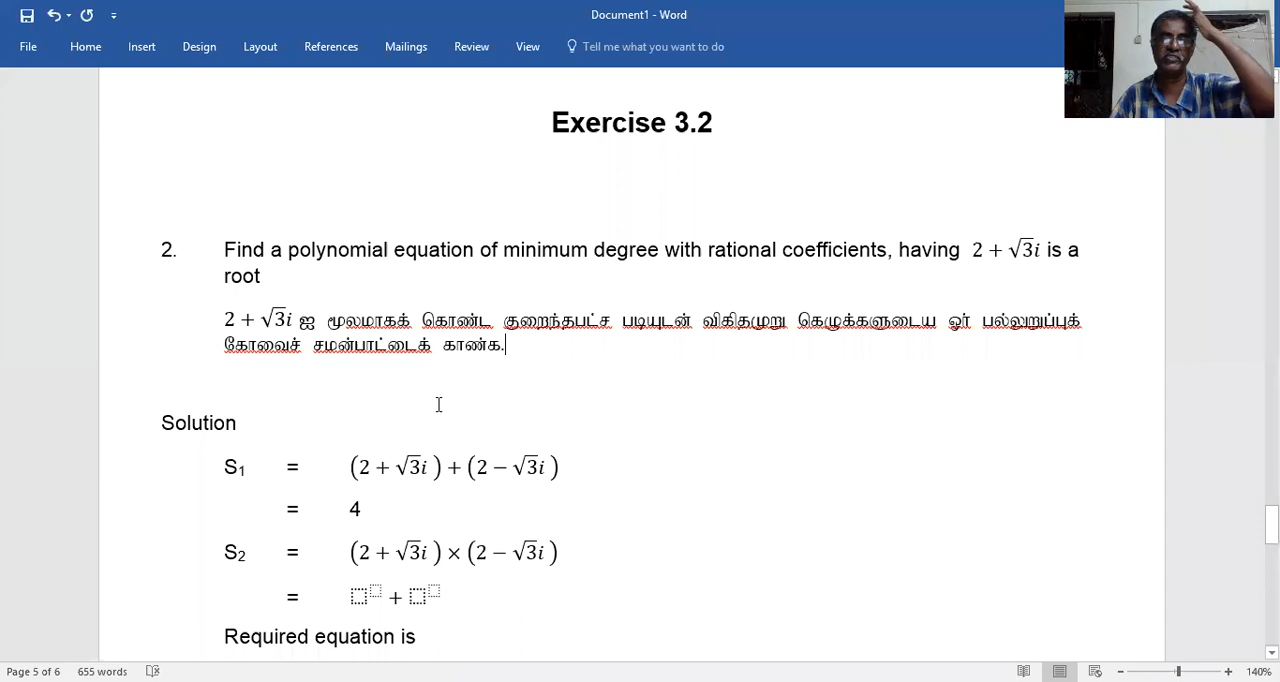 Document1 - Word
File Home Insert Design Layout References Mailings Review View Tell me what you want to do
Exercise 3.2
2. Find a polynomial equation of minimum degree with rational coefficients, having 2 + √3i is a
root
2 + √3i ஐ மூலமாகக் கொண்ட குறைந்தபட்ச படியுடன் விகிதமுறு கெழுக்களுடைய ஓர் பல்லுறுப்புக்
கோவைச் சமன்பாட்டைக் காண்க.
Solution
S₁ = (2 + √3i ) + (2 − √3i )
= 4
S₂ = (2 + √3i ) × (2 − √3i )
= □^□ + □^□
Required equation is
Page 5 of 6 655 words 140%